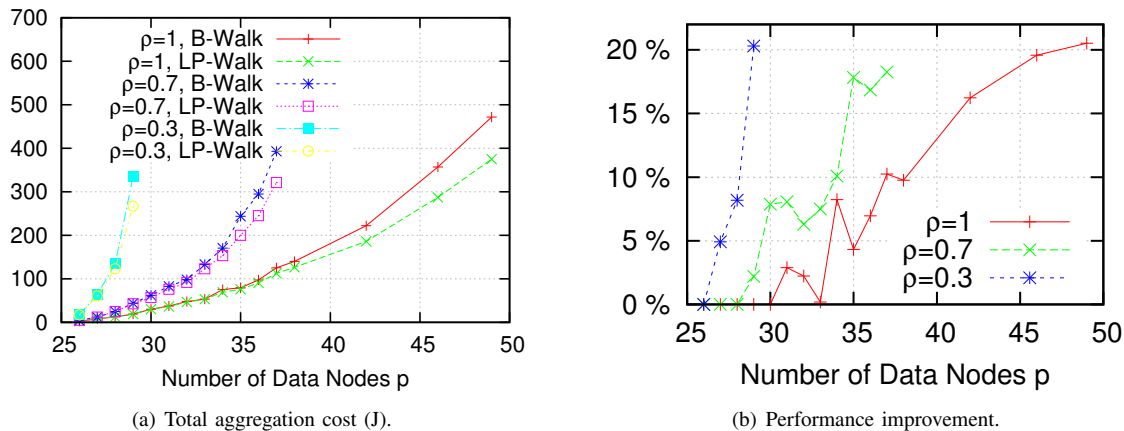 700
600
500
400
300
200
100
0
25 30 35 40 45 50
ρ=1, B-Walk
ρ=1, LP-Walk
ρ=0.7, B-Walk
ρ=0.7, LP-Walk
ρ=0.3, B-Walk
ρ=0.3, LP-Walk
Number of Data Nodes p
(a) Total aggregation cost (J).
20 %
15 %
10 %
5 %
0 %
25 30 35 40 45 50
ρ=1
ρ=0.7
ρ=0.3
Number of Data Nodes p
(b) Performance improvement.